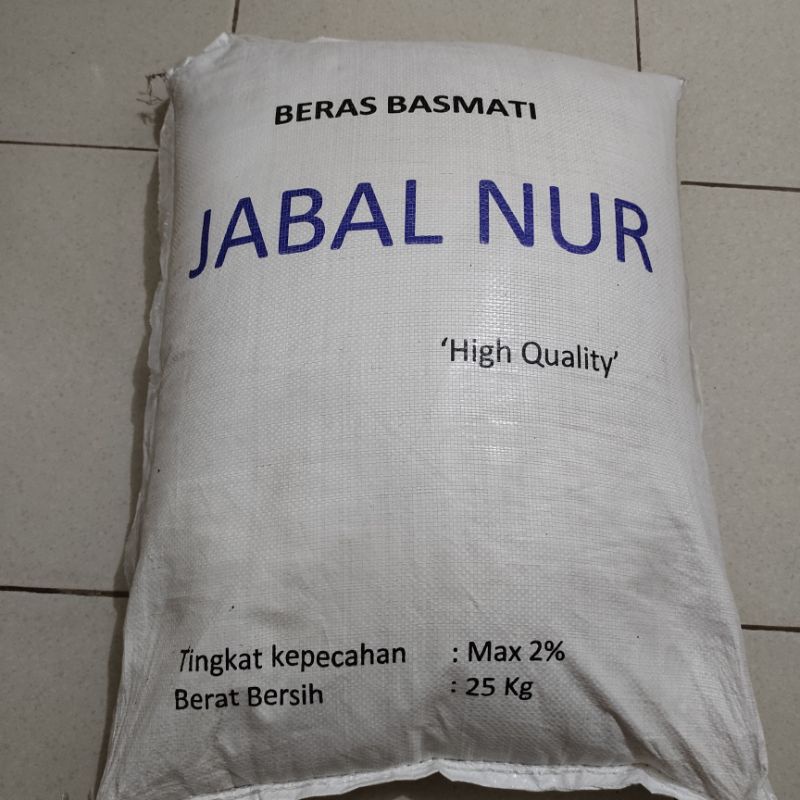 BERAS BASMATI
JABAL NUR
‘High Quality’
Tingkat kepecahan : Max 2%
Berat Bersih : 25 Kg